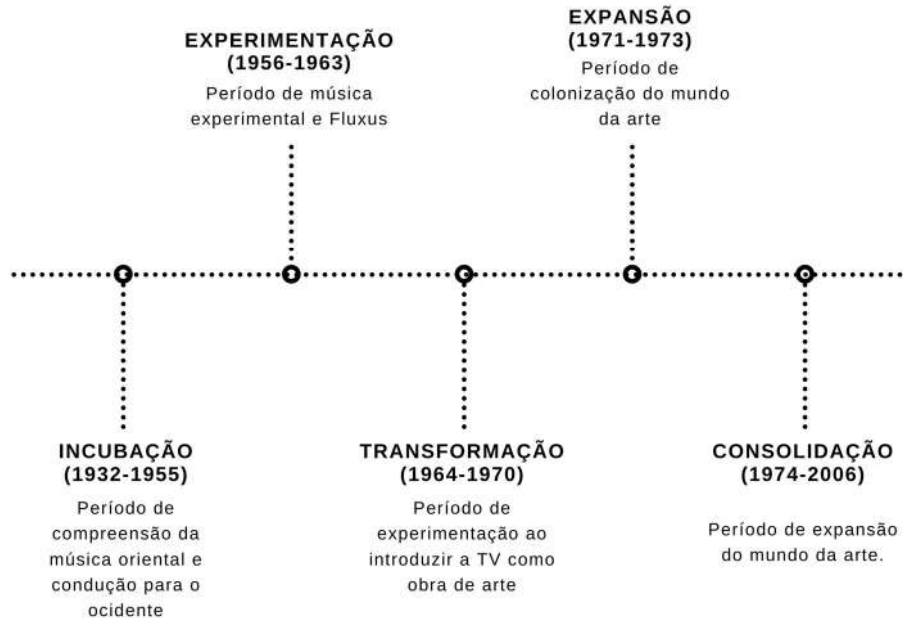 EXPERIMENTAÇÃO
(1956-1963)
Período de música
experimental e Fluxus
EXPANSÃO
(1971-1973)
Período de
colonização do mundo
da arte
INCUBAÇÃO
(1932-1955)
Período de
compreensão da
música oriental e
condução para o
ocidente
TRANSFORMAÇÃO
(1964-1970)
Período de
experimentação ao
introduzir a TV como
obra de arte
CONSOLIDAÇÃO
(1974-2006)
Período de expansão
do mundo da arte.